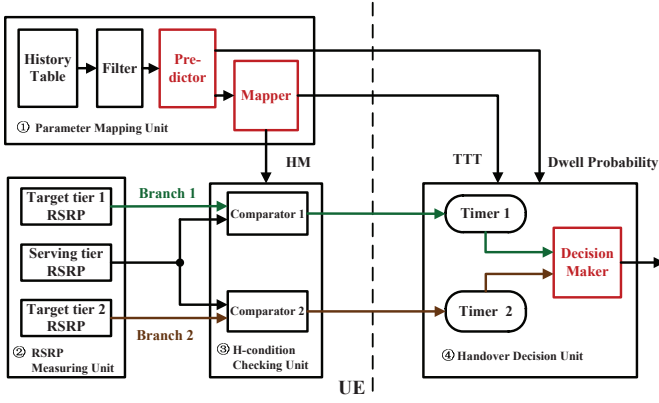 History
Table
Filter
Pre-
dictor
Mapper
① Parameter Mapping Unit
HM
TTT
Dwell Probability
Target tier 1
RSRP
Serving tier
RSRP
Target tier 2
RSRP
② RSRP
Measuring Unit
Branch 1
Branch 2
Comparator 1
Comparator 2
③ H-condition
Checking Unit
UE
Timer 1
Timer 2
Decision
Maker
④ Handover Decision Unit